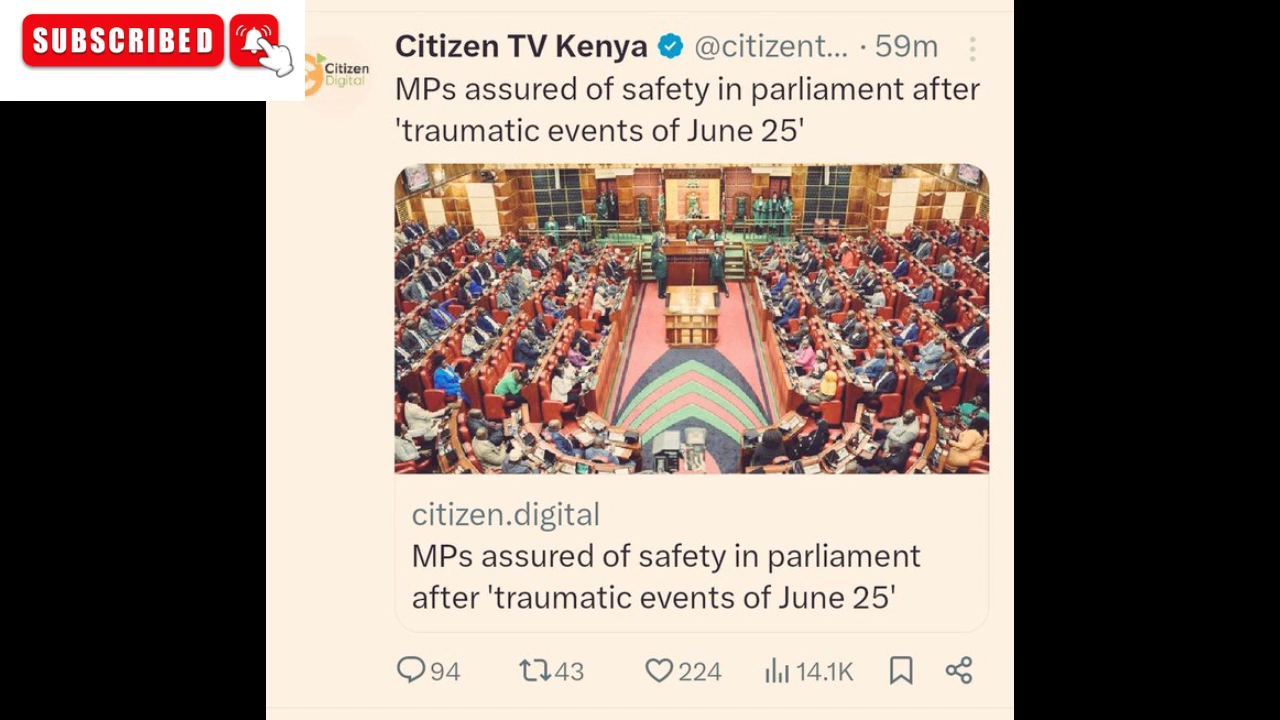 SUBSCRIBED
Citizen TV Kenya @citizent... · 59m
Citizen
Digital
MPs assured of safety in parliament after
'traumatic events of June 25'
citizen.digital
MPs assured of safety in parliament
after 'traumatic events of June 25'
94 43 224 14.1K